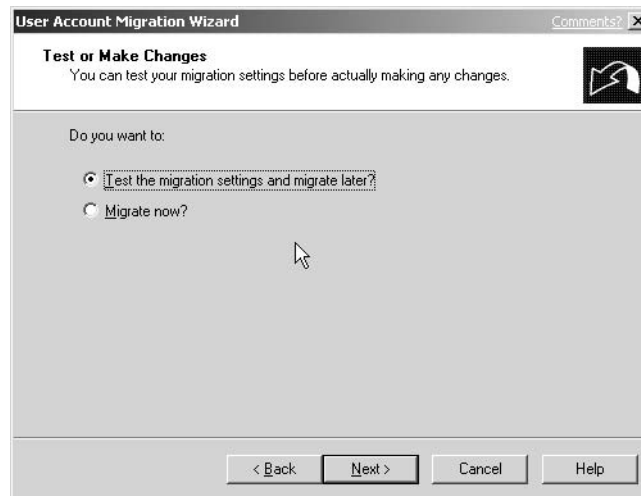 User Account Migration Wizard
Comments?
Test or Make Changes
You can test your migration settings before actually making any changes.
Do you want to:
Test the migration settings and migrate later?
Migrate now?
< Back
Next >
Cancel
Help